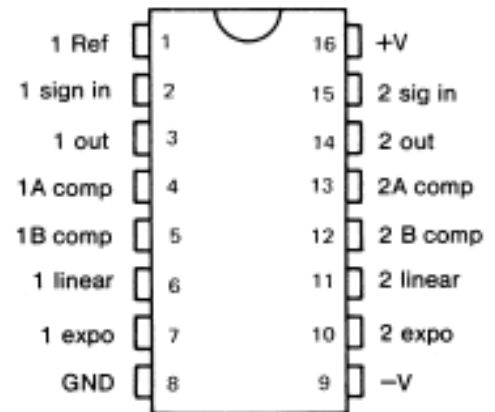 1 Ref 1 16 +V
1 sign in 2 15 2 sig in
1 out 3 14 2 out
1A comp 4 13 2A comp
1B comp 5 12 2 B comp
1 linear 6 11 2 linear
1 expo 7 10 2 expo
GND 8 9 −V